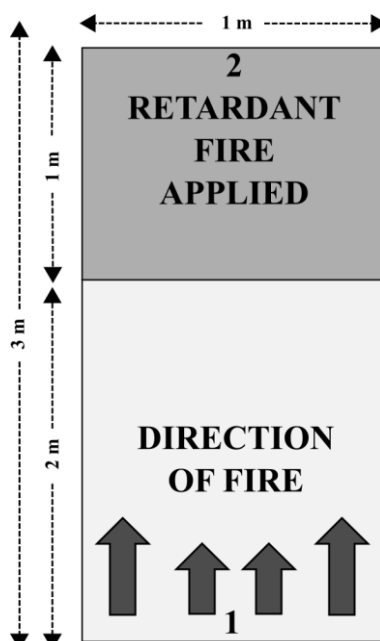 1 m
2
RETARDANT
FIRE
APPLIED
1 m
3 m
2 m
DIRECTION
OF FIRE
1